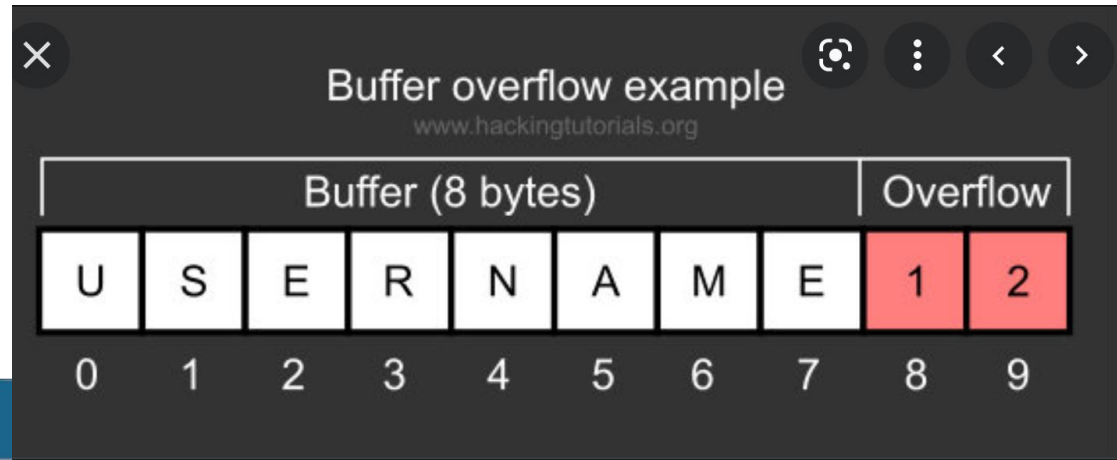 Buffer overflow example
www.hackingtutorials.org
Buffer (8 bytes) Overflow
U S E R N A M E 1 2
0 1 2 3 4 5 6 7 8 9